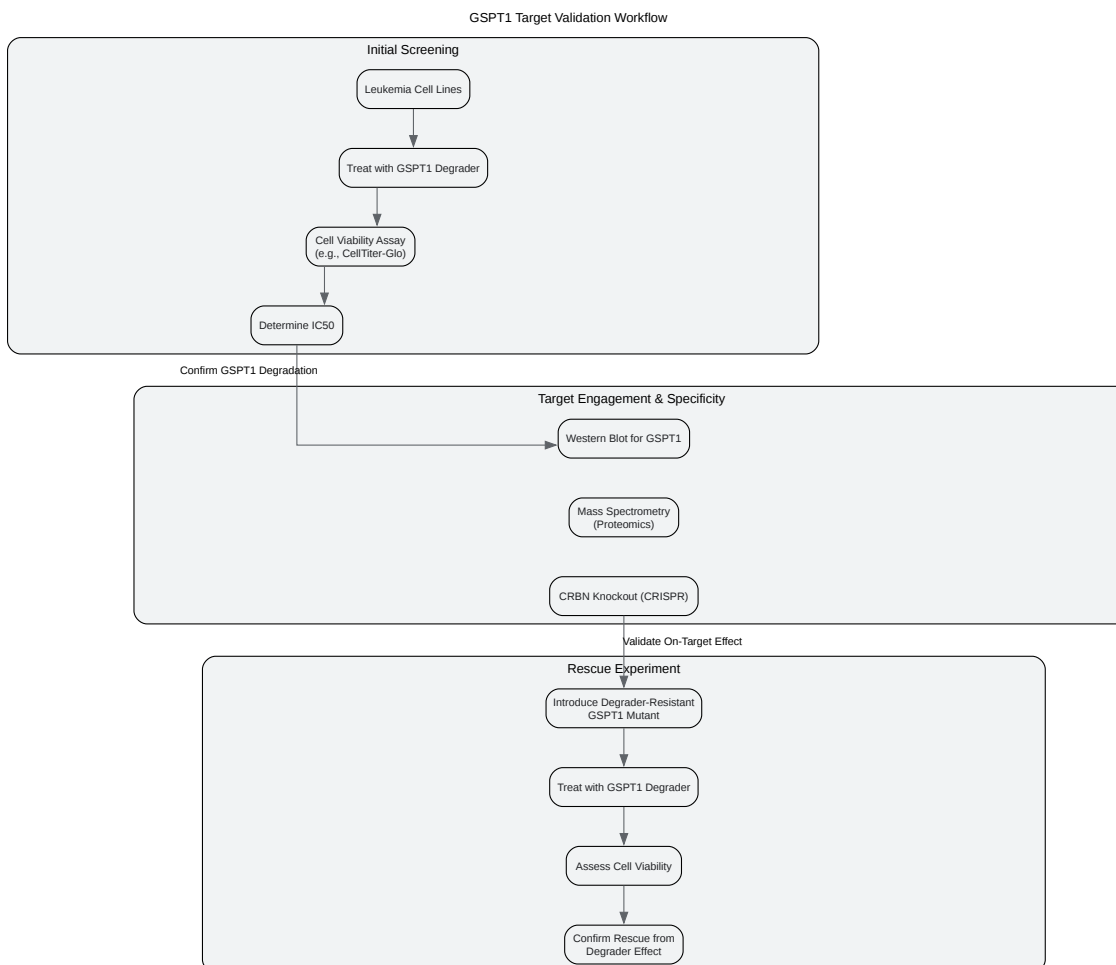 GSPT1 Target Validation Workflow
Initial Screening
Leukemia Cell Lines
Treat with GSPT1 Degrader
Cell Viability Assay
(e.g., CellTiter-Glo)
Determine IC50
Confirm GSPT1 Degradation
Target Engagement & Specificity
Western Blot for GSPT1
Mass Spectrometry
(Proteomics)
CRBN Knockout (CRISPR)
Validate On-Target Effect
Rescue Experiment
Introduce Degrader-Resistant
GSPT1 Mutant
Treat with GSPT1 Degrader
Assess Cell Viability
Confirm Rescue from
Degrader Effect